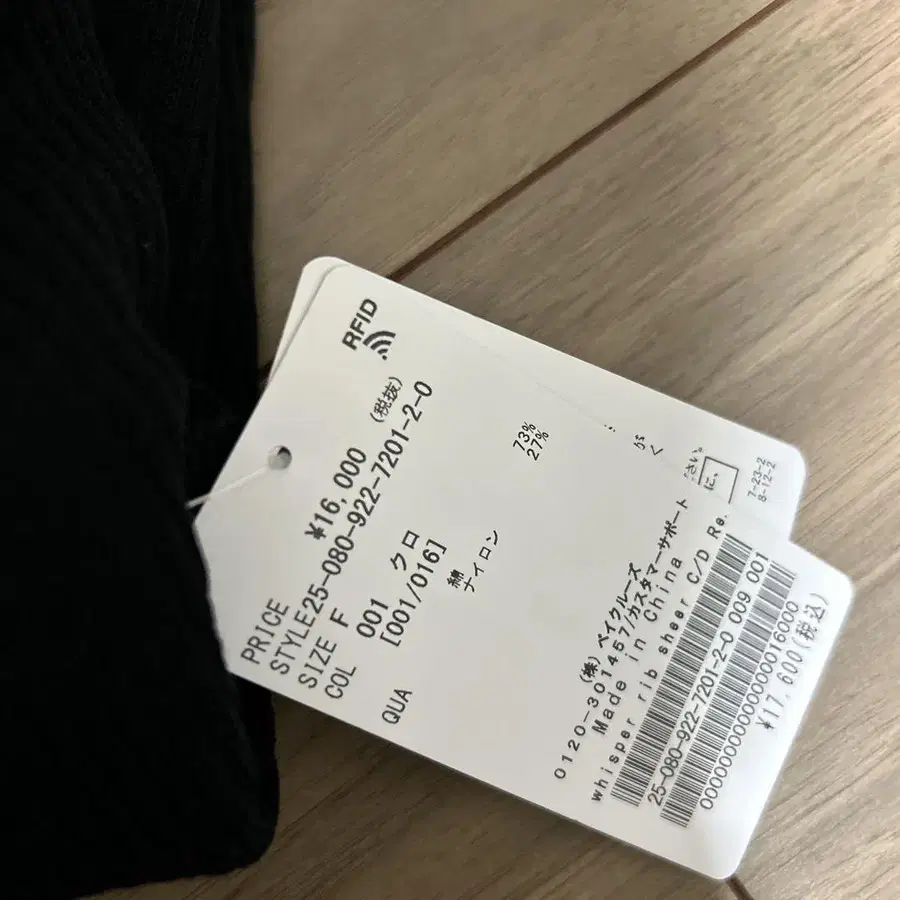 RFID
PRICE ¥16,000 (税抜)
STYLE25-080-922-7201-2-0
SIZE F
COL 001 クロ
[001/016]
QUA 綿 73%
ナイロン 27%
(株)ベイクルーズ
0120-301457/カスタマーサポート
Made in China
whisper rib sheer C/D Re.
25-080-922-7201-2-0 009 001
¥17,600(税込)
さい。
に、
7-23-2
8-12-2